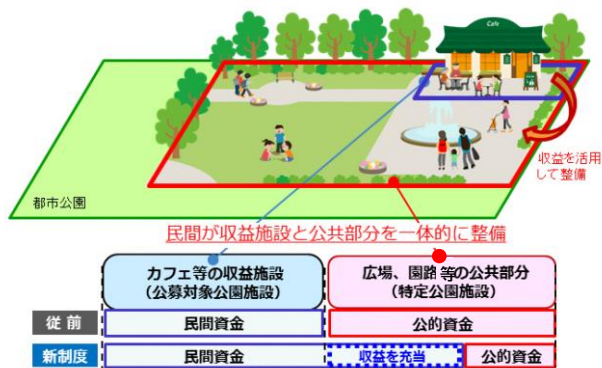 Cafe
収益を活用
して整備
都市公園
民間が収益施設と公共部分を一体的に整備
カフェ等の収益施設
(公募対象公園施設)
広場、園路等の公共部分
(特定公園施設)
従前
民間資金
公的資金
新制度
民間資金
収益を充当
公的資金